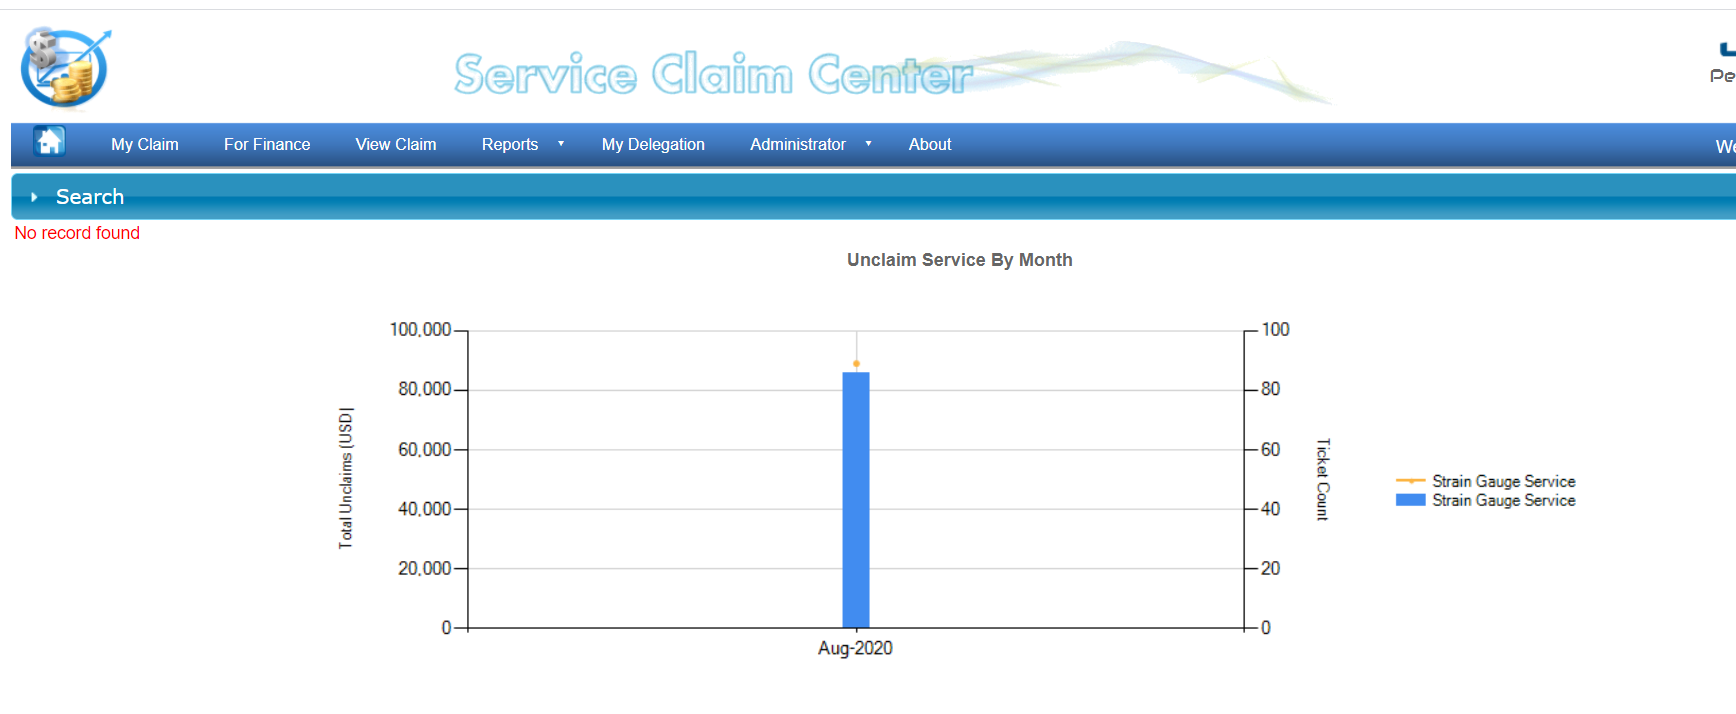 Service Claim Center
My Claim For Finance View Claim Reports My Delegation Administrator About
Search
No record found
Unclaim Service By Month
100,000
80,000
60,000
40,000
20,000
0
Total Unclaims (USD)
100
80
60
40
20
0
Ticket Count
Aug-2020
Strain Gauge Service
Strain Gauge Service